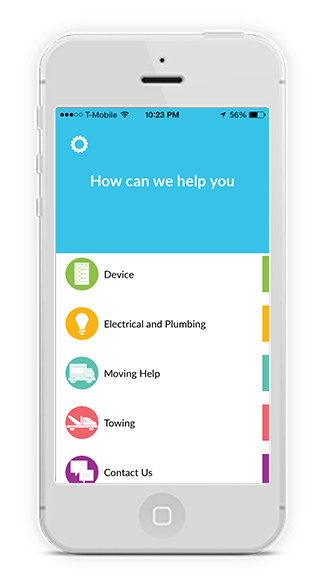 T-Mobile 10:23 PM 56%
How can we help you
Device
Electrical and Plumbing
Moving Help
Towing
Contact Us